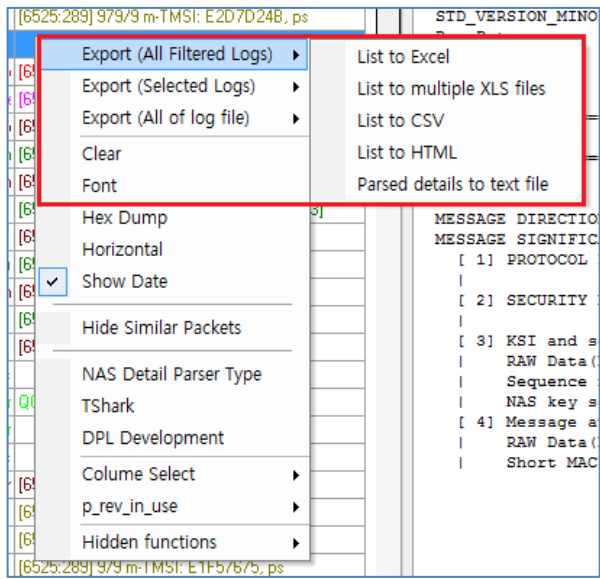 [6525:289] 979/9 m-TMSI: E2D7D24B, ps
Export (All Filtered Logs)
Export (Selected Logs)
Export (All of log file)
Clear
Font
Hex Dump
Horizontal
Show Date
Hide Similar Packets
NAS Detail Parser Type
TShark
DPL Development
Colume Select
p_rev_in_use
Hidden functions
List to Excel
List to multiple XLS files
List to CSV
List to HTML
Parsed details to text file
[6525:289] 979 m-TMSI: E1F57675, ps
STD_VERSION_MINO
MESSAGE DIRECTIO
MESSAGE SIGNIFIC
[ 1] PROTOCOL
|
[ 2] SECURITY
|
[ 3] KSI and s
| RAW Data(
| Sequence
| NAS key s
[ 4] Message a
| RAW Data(
| Short MAC